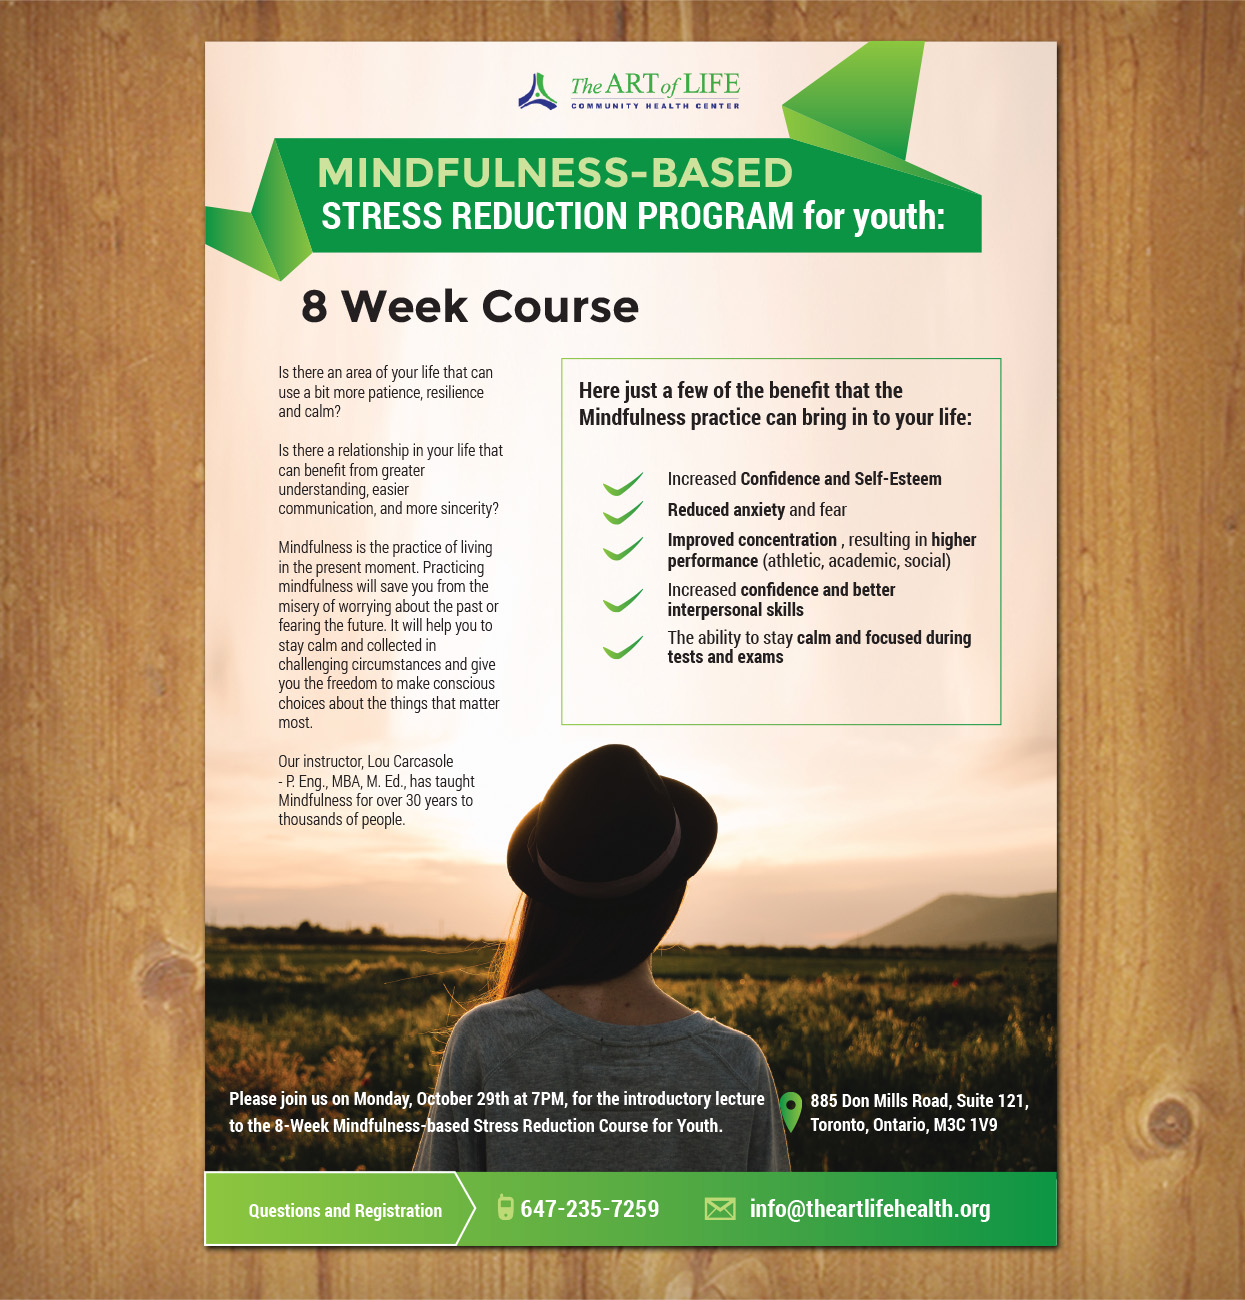 The ART of LIFE
COMMUNITY HEALTH CENTER
MINDFULNESS-BASED
STRESS REDUCTION PROGRAM for youth:
8 Week Course
Is there an area of your life that can
use a bit more patience, resilience
and calm?
Is there a relationship in your life that
can benefit from greater
understanding, easier
communication, and more sincerity?
Mindfulness is the practice of living
in the present moment. Practicing
mindfulness will save you from the
misery of worrying about the past or
fearing the future. It will help you to
stay calm and collected in
challenging circumstances and give
you the freedom to make conscious
choices about the things that matter
most.
Our instructor, Lou Carcasole
- P. Eng., MBA, M. Ed., has taught
Mindfulness for over 30 years to
thousands of people.
Here just a few of the benefit that the
Mindfulness practice can bring in to your life:
Increased Confidence and Self-Esteem
Reduced anxiety and fear
Improved concentration , resulting in higher
performance (athletic, academic, social)
Increased confidence and better
interpersonal skills
The ability to stay calm and focused during
tests and exams
Please join us on Monday, October 29th at 7PM, for the introductory lecture
to the 8-Week Mindfulness-based Stress Reduction Course for Youth.
885 Don Mills Road, Suite 121,
Toronto, Ontario, M3C 1V9
Questions and Registration
647-235-7259
info@theartlifehealth.org